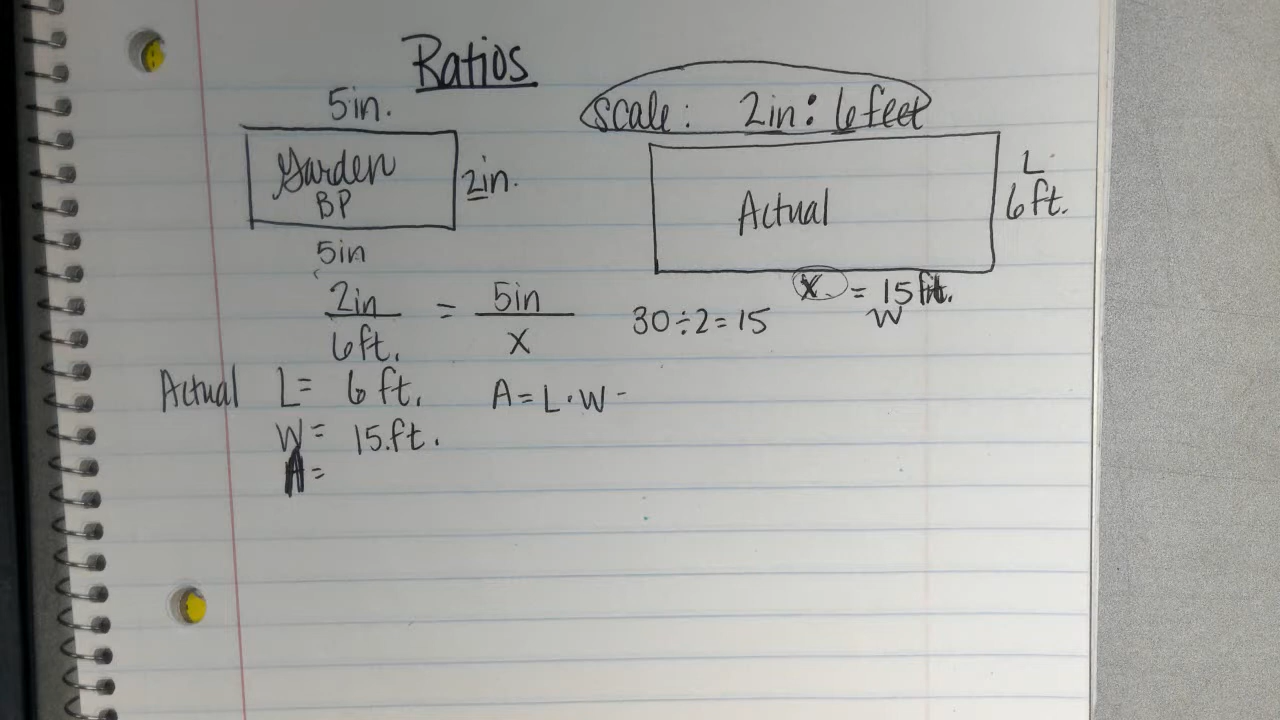 Ratios
5in.
scale: 2in: 6feet
Garden
BP
2in.
Actual
L
6ft.
5in
x = 15ft.
W
2in = 5in
6ft. x
30÷2=15
Actual L= 6 ft. A=L·W-
W= 15.ft.
A=